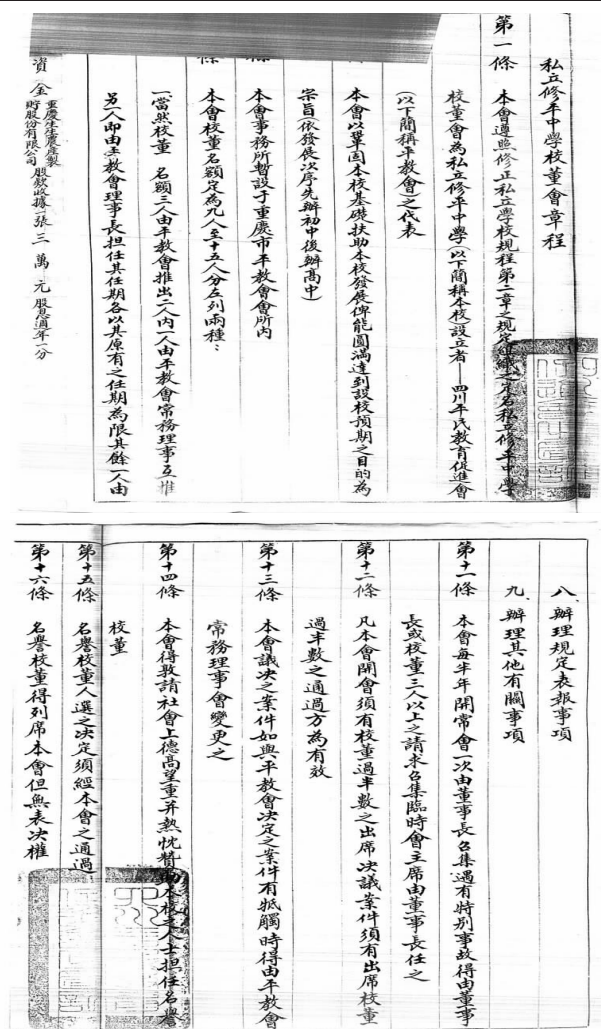 私立修平中學校董會章程
第一條 本會遵照修正私立學校規程第二章之規定組織之定名私立修平中學
校董會為私立修平中學(以下簡稱本校設立者——四川平民教育促進會
(以下簡稱平教會之代表
本會以鞏固本校基礎扶助本校發展俾能圓滿達到設校預期之目的為
宗旨依發展次序先辦初中後辦高中)
條 本會事務所暫設于重慶市平教會會所內
條 本會校董名額定為九人至十五人分左列兩種：
一、當然校董 名額三人由平教會推出二人內一人由平教會常務理事互推
另一人即由平教會理事長担任其任期各以其原有之任期為限其餘一人由
資金 重慶生生農產製
貯股份有限公司 股款收據一張三萬元 股息週年一分
八、辦理規定表報事項
九、辦理其他有關事項
第十一條 本會每半年開常會一次由董事長召集遇有特別事故得由董事
長或校董三人以上之請求召集臨時會主席由董事長任之
第十二條 凡本會開會須有校董過半數之出席決議案件須有出席校董
過半數之通過方為有效
第十三條 本會議决之案件如與平教會决定之案件有抵觸時得由平教會
常務理事會變更之
第十四條 本會得敦請社會上德高望重并熱忱贊助本校之人士担任名譽
校董
第十五條 名譽校董人選之决定須經本會之通過
第十六條 名譽校董得列席本會但無表决權